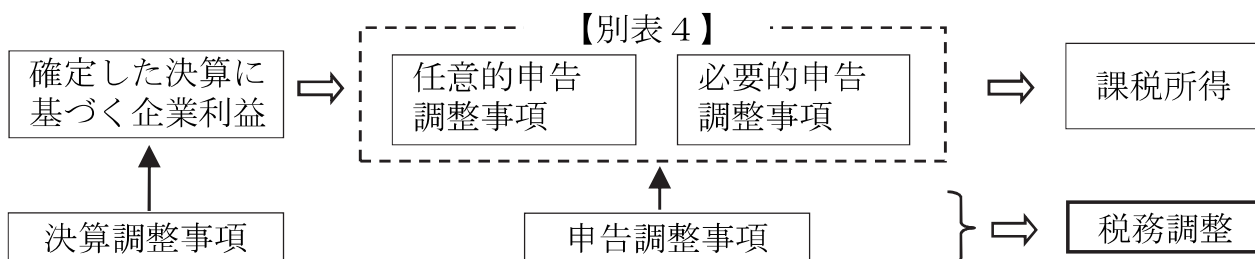 【別表４】
確定した決算に
基づく企業利益
任意的申告
調整事項
必要的申告
調整事項
課税所得
決算調整事項
申告調整事項
税務調整